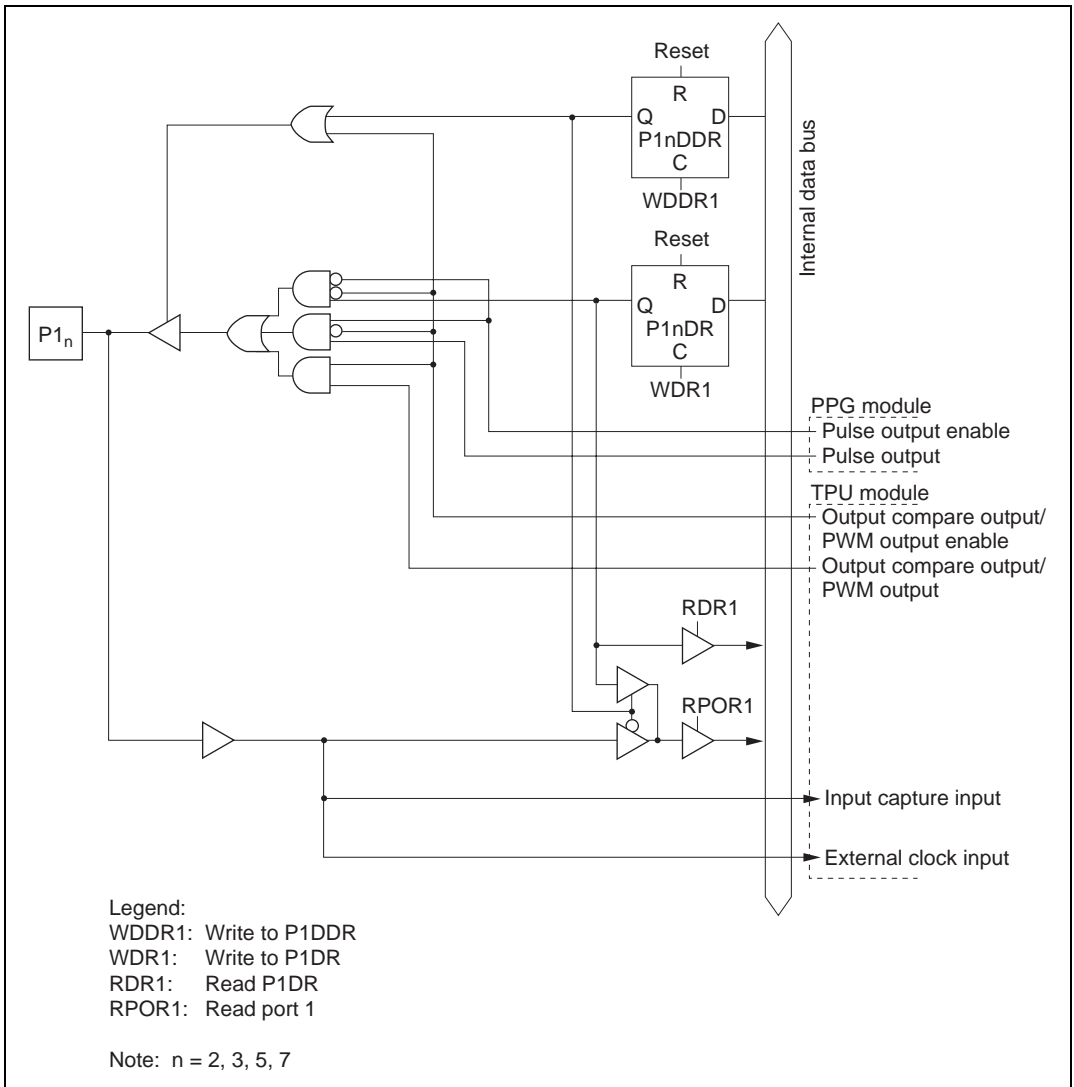 Reset
R
Q D
P1nDDR
C
WDDR1
Internal data bus
Reset
R
Q D
P1nDR
C
WDR1
P1n
PPG module
Pulse output enable
Pulse output
TPU module
Output compare output/
PWM output enable
Output compare output/
PWM output
RDR1
RPOR1
Input capture input
External clock input
Legend:
WDDR1: Write to P1DDR
WDR1: Write to P1DR
RDR1: Read P1DR
RPOR1: Read port 1
Note: n = 2, 3, 5, 7